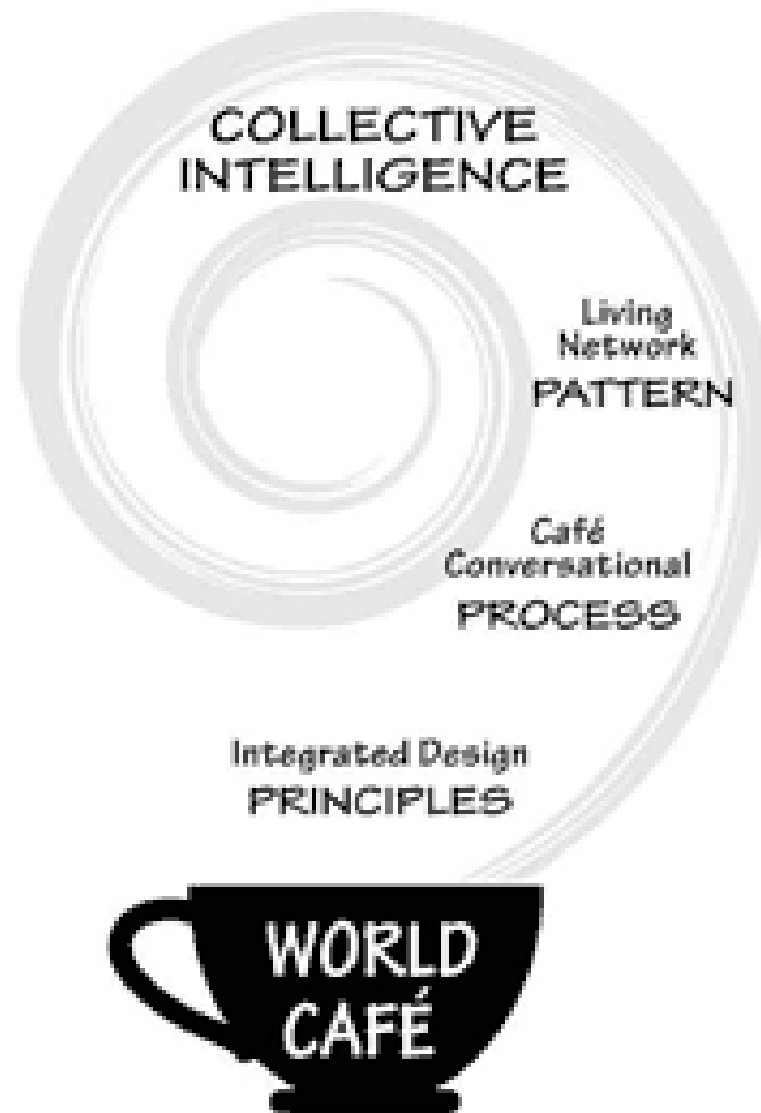 COLLECTIVE
INTELLIGENCE
Living
Network
PATTERN
Café
Conversational
PROCESS
Integrated Design
PRINCIPLES
WORLD
CAFÉ